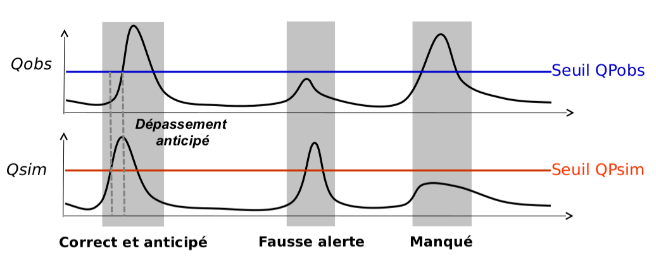 Qobs
Seuil QPobs
Dépassement
anticipé
Qsim
Seuil QPsim
Correct et anticipé
Fausse alerte
Manqué